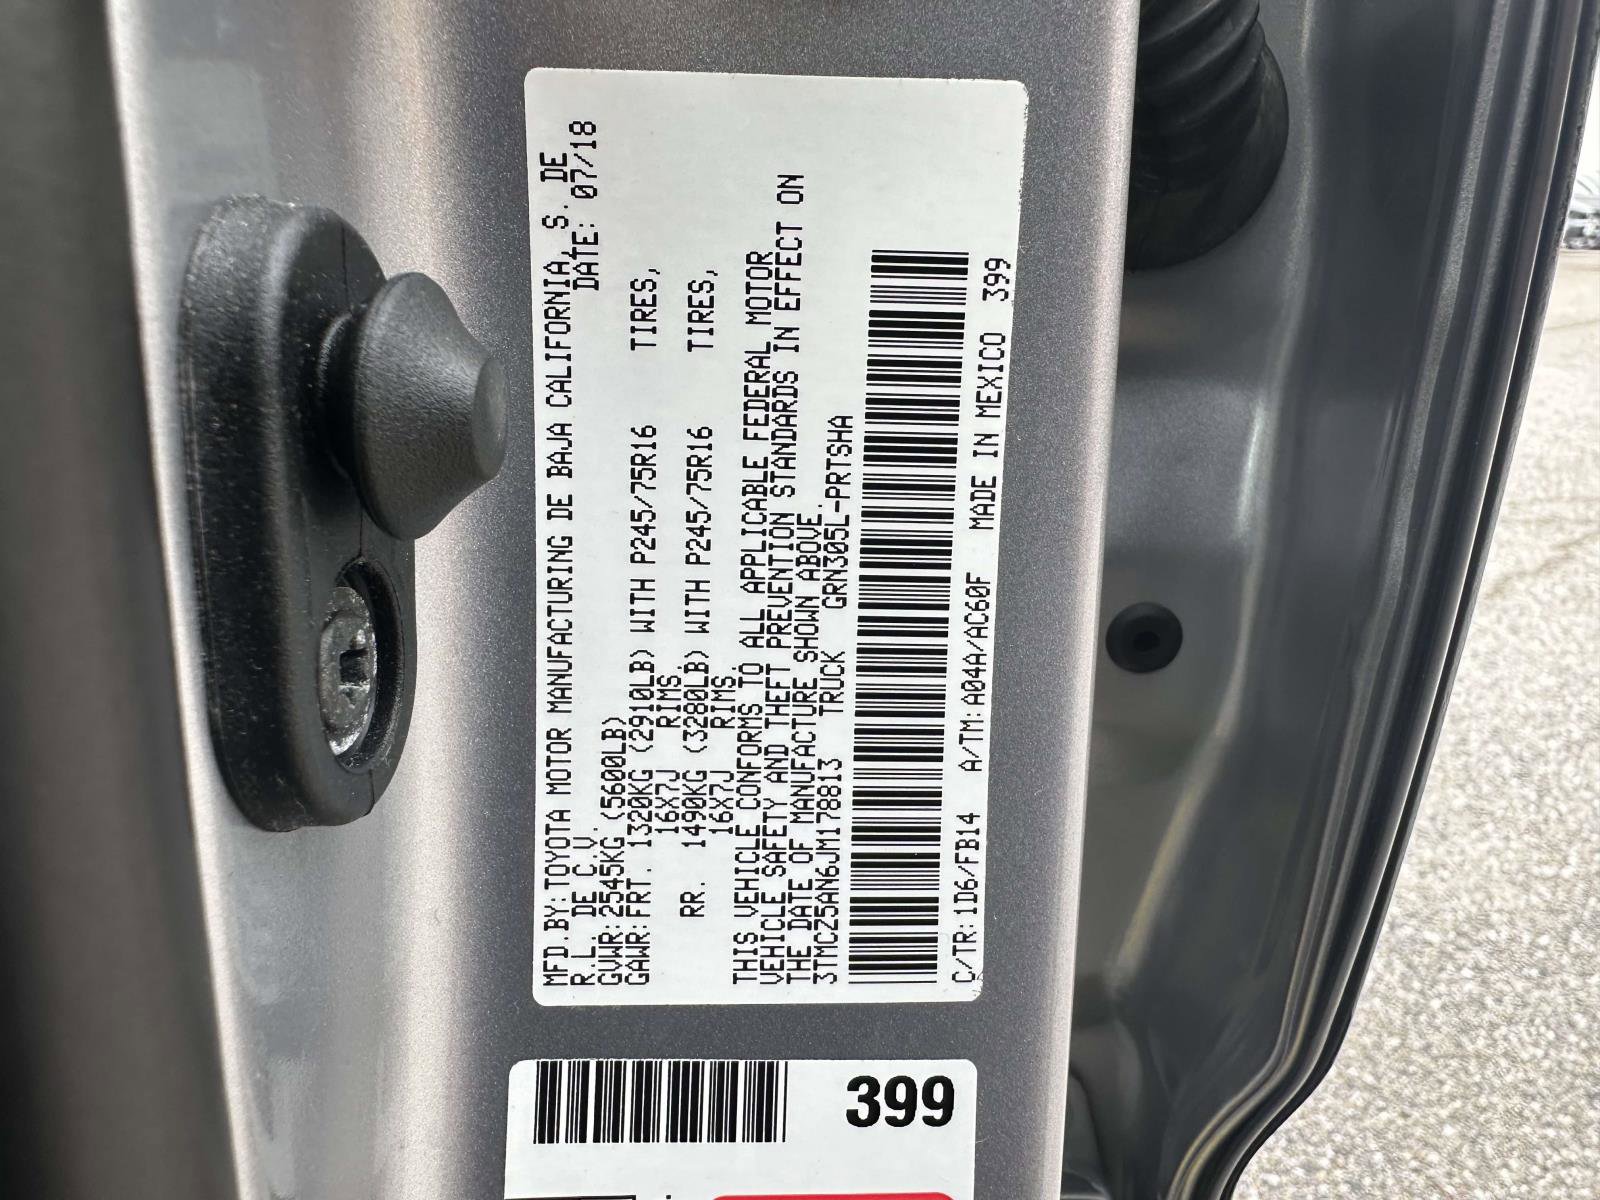 MFD.BY:TOYOTA MOTOR MANUFACTURING DE BAJA CALIFORNIA, S. DE
R.L. DE C.V. DATE: 07/18
GVWR:2545KG (5600LB)
GAWR:FRT. 1320KG (2910LB) WITH P245/75R16 TIRES,
16X7J RIMS.
RR. 1490KG (3280LB) WITH P245/75R16 TIRES,
16X7J RIMS.
THIS VEHICLE CONFORMS TO ALL APPLICABLE FEDERAL MOTOR
VEHICLE SAFETY AND THEFT PREVENTION STANDARDS IN EFFECT ON
THE DATE OF MANUFACTURE SHOWN ABOVE.
3TMCZ5AN6JM178813 TRUCK GRN305L-PRTSHA
C/TR:1D6/FB14 A/TM:A04A/AC60F MADE IN MEXICO 399
399